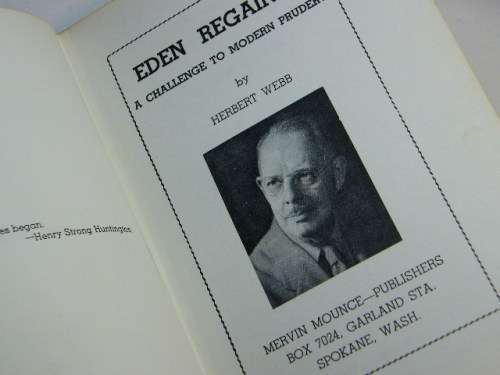 es began.
—Henry Strong Huntington
EDEN REGAIN
A CHALLENGE TO MODERN PRUDER
by
HERBERT WEBB
MERVIN MOUNCE—PUBLISHERS
BOX 7024, GARLAND STA.
SPOKANE, WASH.